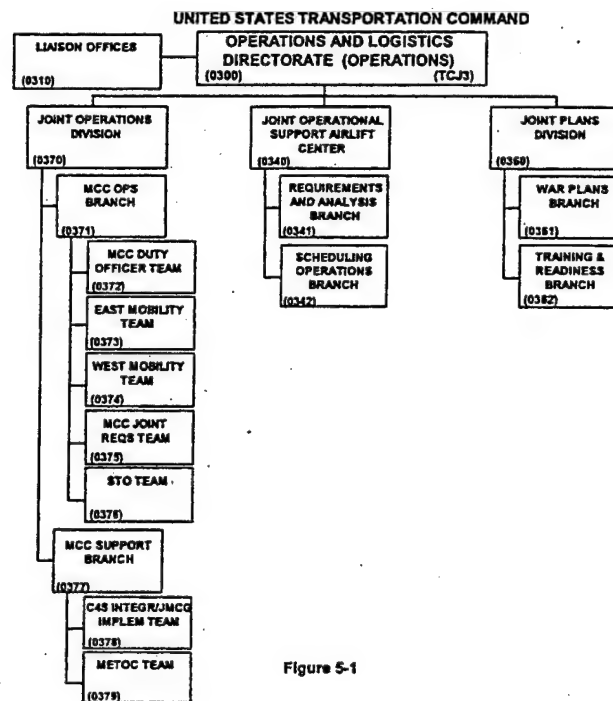 UNITED STATES TRANSPORTATION COMMAND
LIAISON OFFICES
(0310)
OPERATIONS AND LOGISTICS
DIRECTORATE (OPERATIONS)
(0300) (TCJ3)
JOINT OPERATIONS
DIVISION
(0370)
MCC OPS
BRANCH
(0371)
MCC DUTY
OFFICER TEAM
(0372)
EAST MOBILITY
TEAM
(0373)
WEST MOBILITY
TEAM
(0374)
MCC JOINT
REQS TEAM
(0375)
STO TEAM
(0376)
MCC SUPPORT
BRANCH
(0377)
C4S INTEGR/JMCG
IMPLEM TEAM
(0378)
METOC TEAM
(0379)
JOINT OPERATIONAL
SUPPORT AIRLIFT
CENTER
(0340)
REQUIREMENTS
AND ANALYSIS
BRANCH
(0341)
SCHEDULING
OPERATIONS
BRANCH
(0342)
JOINT PLANS
DIVISION
(0360)
WAR PLANS
BRANCH
(0361)
TRAINING &
READINESS
BRANCH
(0362)
Figure 5-1